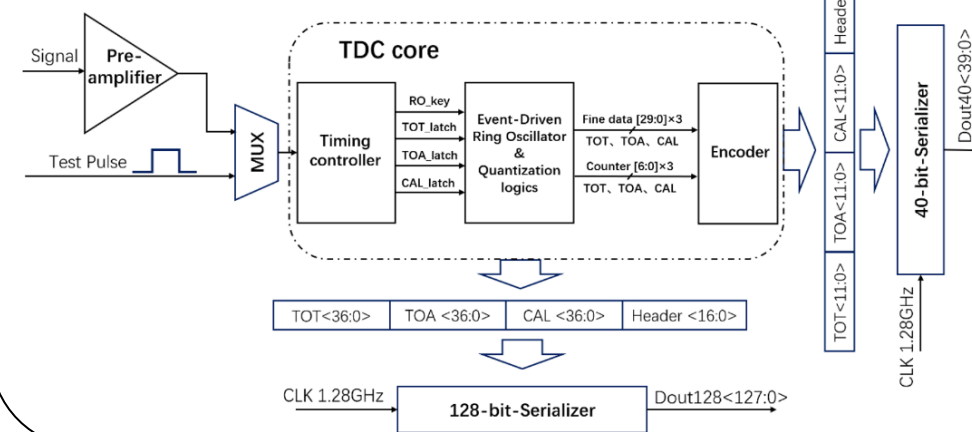 TDC core
Signal
Pre-
amplifier
Test Pulse
MUX
Timing
controller
RO_key
TOT_latch
TOA_latch
CAL_latch
Event-Driven
Ring Oscillator
&
Quantization
logics
Fine data [29:0]×3
TOT、TOA、CAL
Counter [6:0]×3
TOT、TOA、CAL
Encoder
Heade
CAL<11:0>
TOA<11:0>
TOT<11:0>
40-bit-Serializer
Dout40<39:0>
CLK 1.28GHz
TOT<36:0>
TOA <36:0>
CAL <36:0>
Header <16:0>
CLK 1.28GHz
128-bit-Serializer
Dout128<127:0>